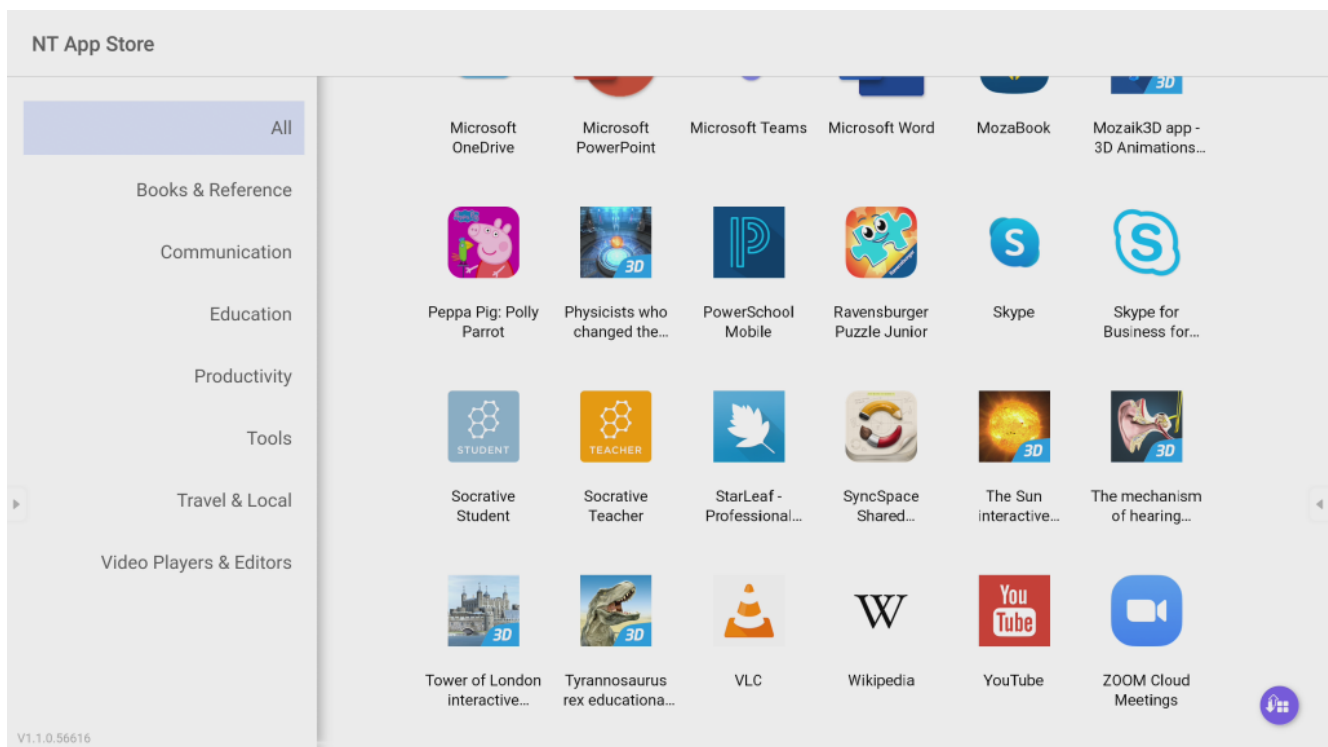 NT App Store
All
Books & Reference
Communication
Education
Productivity
Tools
Travel & Local
Video Players & Editors
V1.1.0.56616
3D
Microsoft
OneDrive
Microsoft
PowerPoint
Microsoft Teams
Microsoft Word
MozaBook
Mozaik3D app -
3D Animations...
3D
S
S
Peppa Pig: Polly
Parrot
Physicists who
changed the...
PowerSchool
Mobile
Ravensburger
Puzzle Junior
Skype
Skype for
Business for...
STUDENT
TEACHER
3D
3D
Socrative
Student
Socrative
Teacher
StarLeaf -
Professional...
SyncSpace
Shared...
The Sun
interactive...
The mechanism
of hearing...
3D
3D
W
You
Tube
Tower of London
interactive...
Tyrannosaurus
rex educationa...
VLC
Wikipedia
YouTube
ZOOM Cloud
Meetings